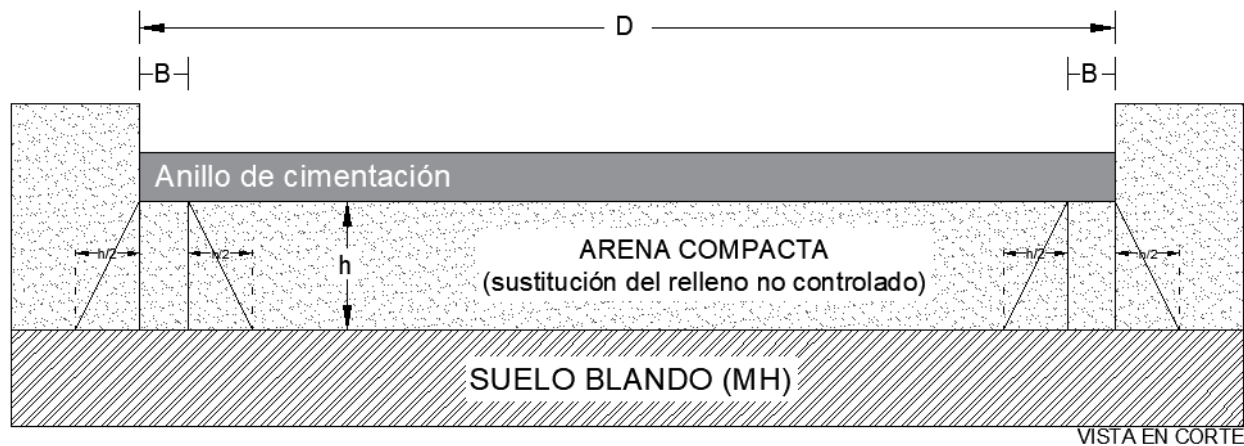 D
B
B
Anillo de cimentación
h/2
h/2
h
ARENA COMPACTA
(sustitución del relleno no controlado)
h/2
h/2
SUELO BLANDO (MH)
VISTA EN CORTE